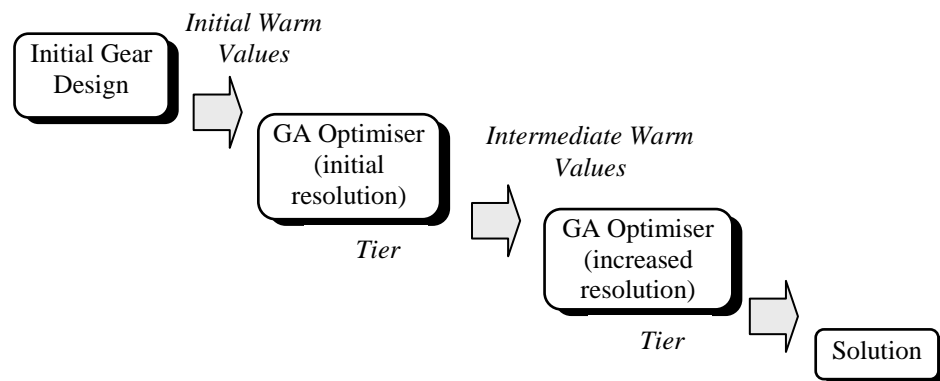 Initial Gear
Design
Initial Warm
Values
GA Optimiser
(initial
resolution)
Tier
Intermediate Warm
Values
GA Optimiser
(increased
resolution)
Tier
Solution